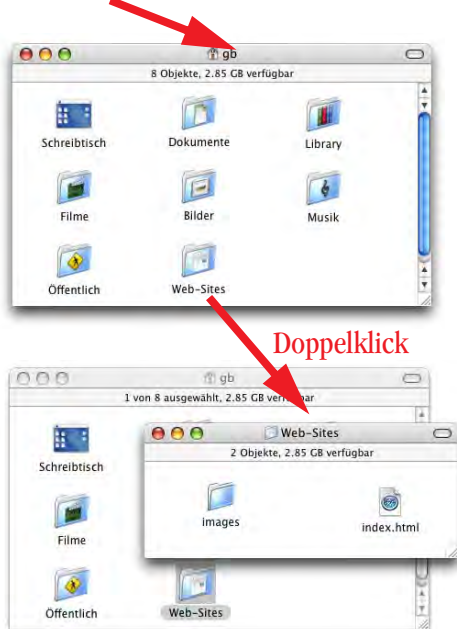 gb
8 Objekte, 2.85 GB verfügbar
Schreibtisch Dokumente Library
Filme Bilder Musik
Öffentlich Web-Sites
Doppelklick
gb
1 von 8 ausgewählt, 2.85 GB verfügbar
Web-Sites
2 Objekte, 2.85 GB verfügbar
Schreibtisch
images index.html
Filme
Öffentlich Web-Sites